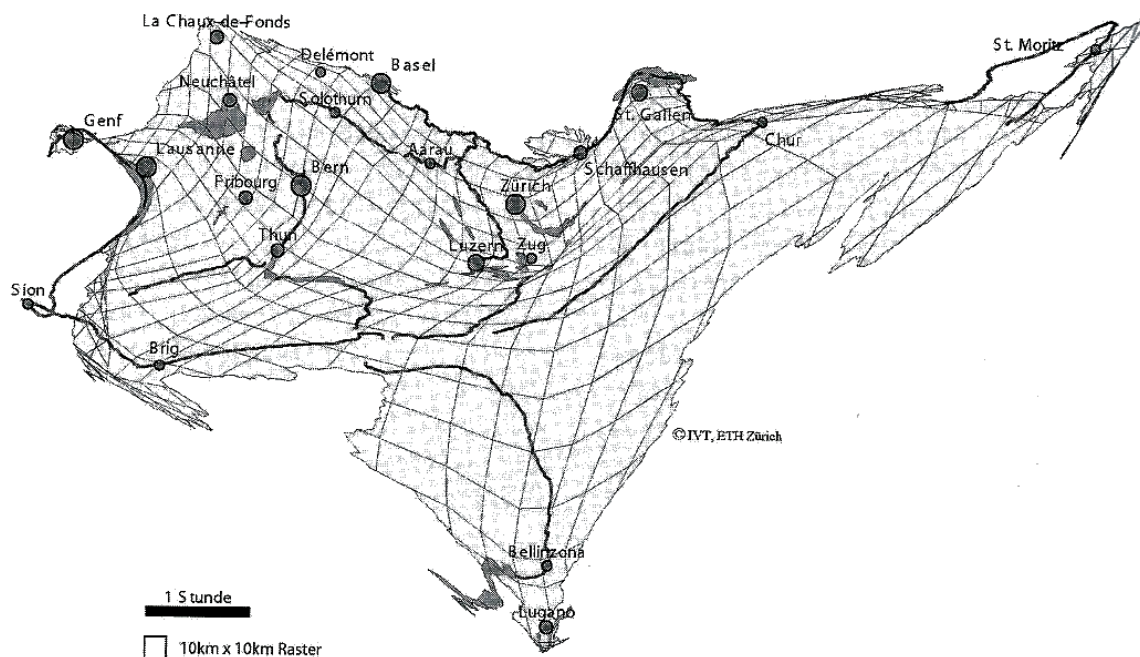 La Chaux-de-Fonds
Delémont
Basel
St. Moritz
Neuchâtel
Solothurn
Genf
St. Gallen
Chur
Lausanne
Aarau
Schaffhausen
Fribourg
Bern
Zürich
Thun
Luzern
Zug
Sion
Brig
© IVT, ETH Zürich
Bellinzona
1 Stunde
Lugano
10km x 10km Raster